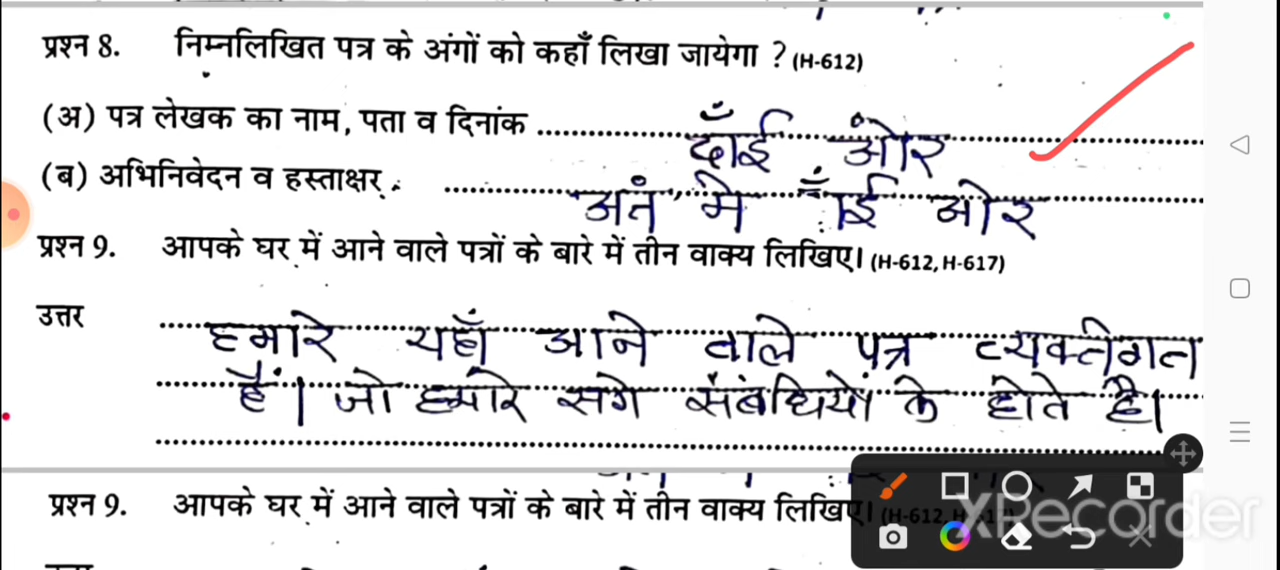 प्रश्न 8. निम्नलिखित पत्र के अंगों को कहाँ लिखा जायेगा ? (H-612)
(अ) पत्र लेखक का नाम, पता व दिनांक दाँई ओर
(ब) अभिनिवेदन व हस्ताक्षर अंत में ओर
प्रश्न 9. आपके घर में आने वाले पत्रों के बारे में तीन वाक्य लिखिए। (H-612, H-617)
उत्तर हमारे यहाँ आने वाले पत्र व्यक्तिगत
हैं। जो हमारे सगे संबंधियों के होते है।
प्रश्न 9. आपके घर में आने वाले पत्रों के बारे में तीन वाक्य लिखिए। (H-612,
XRecorder